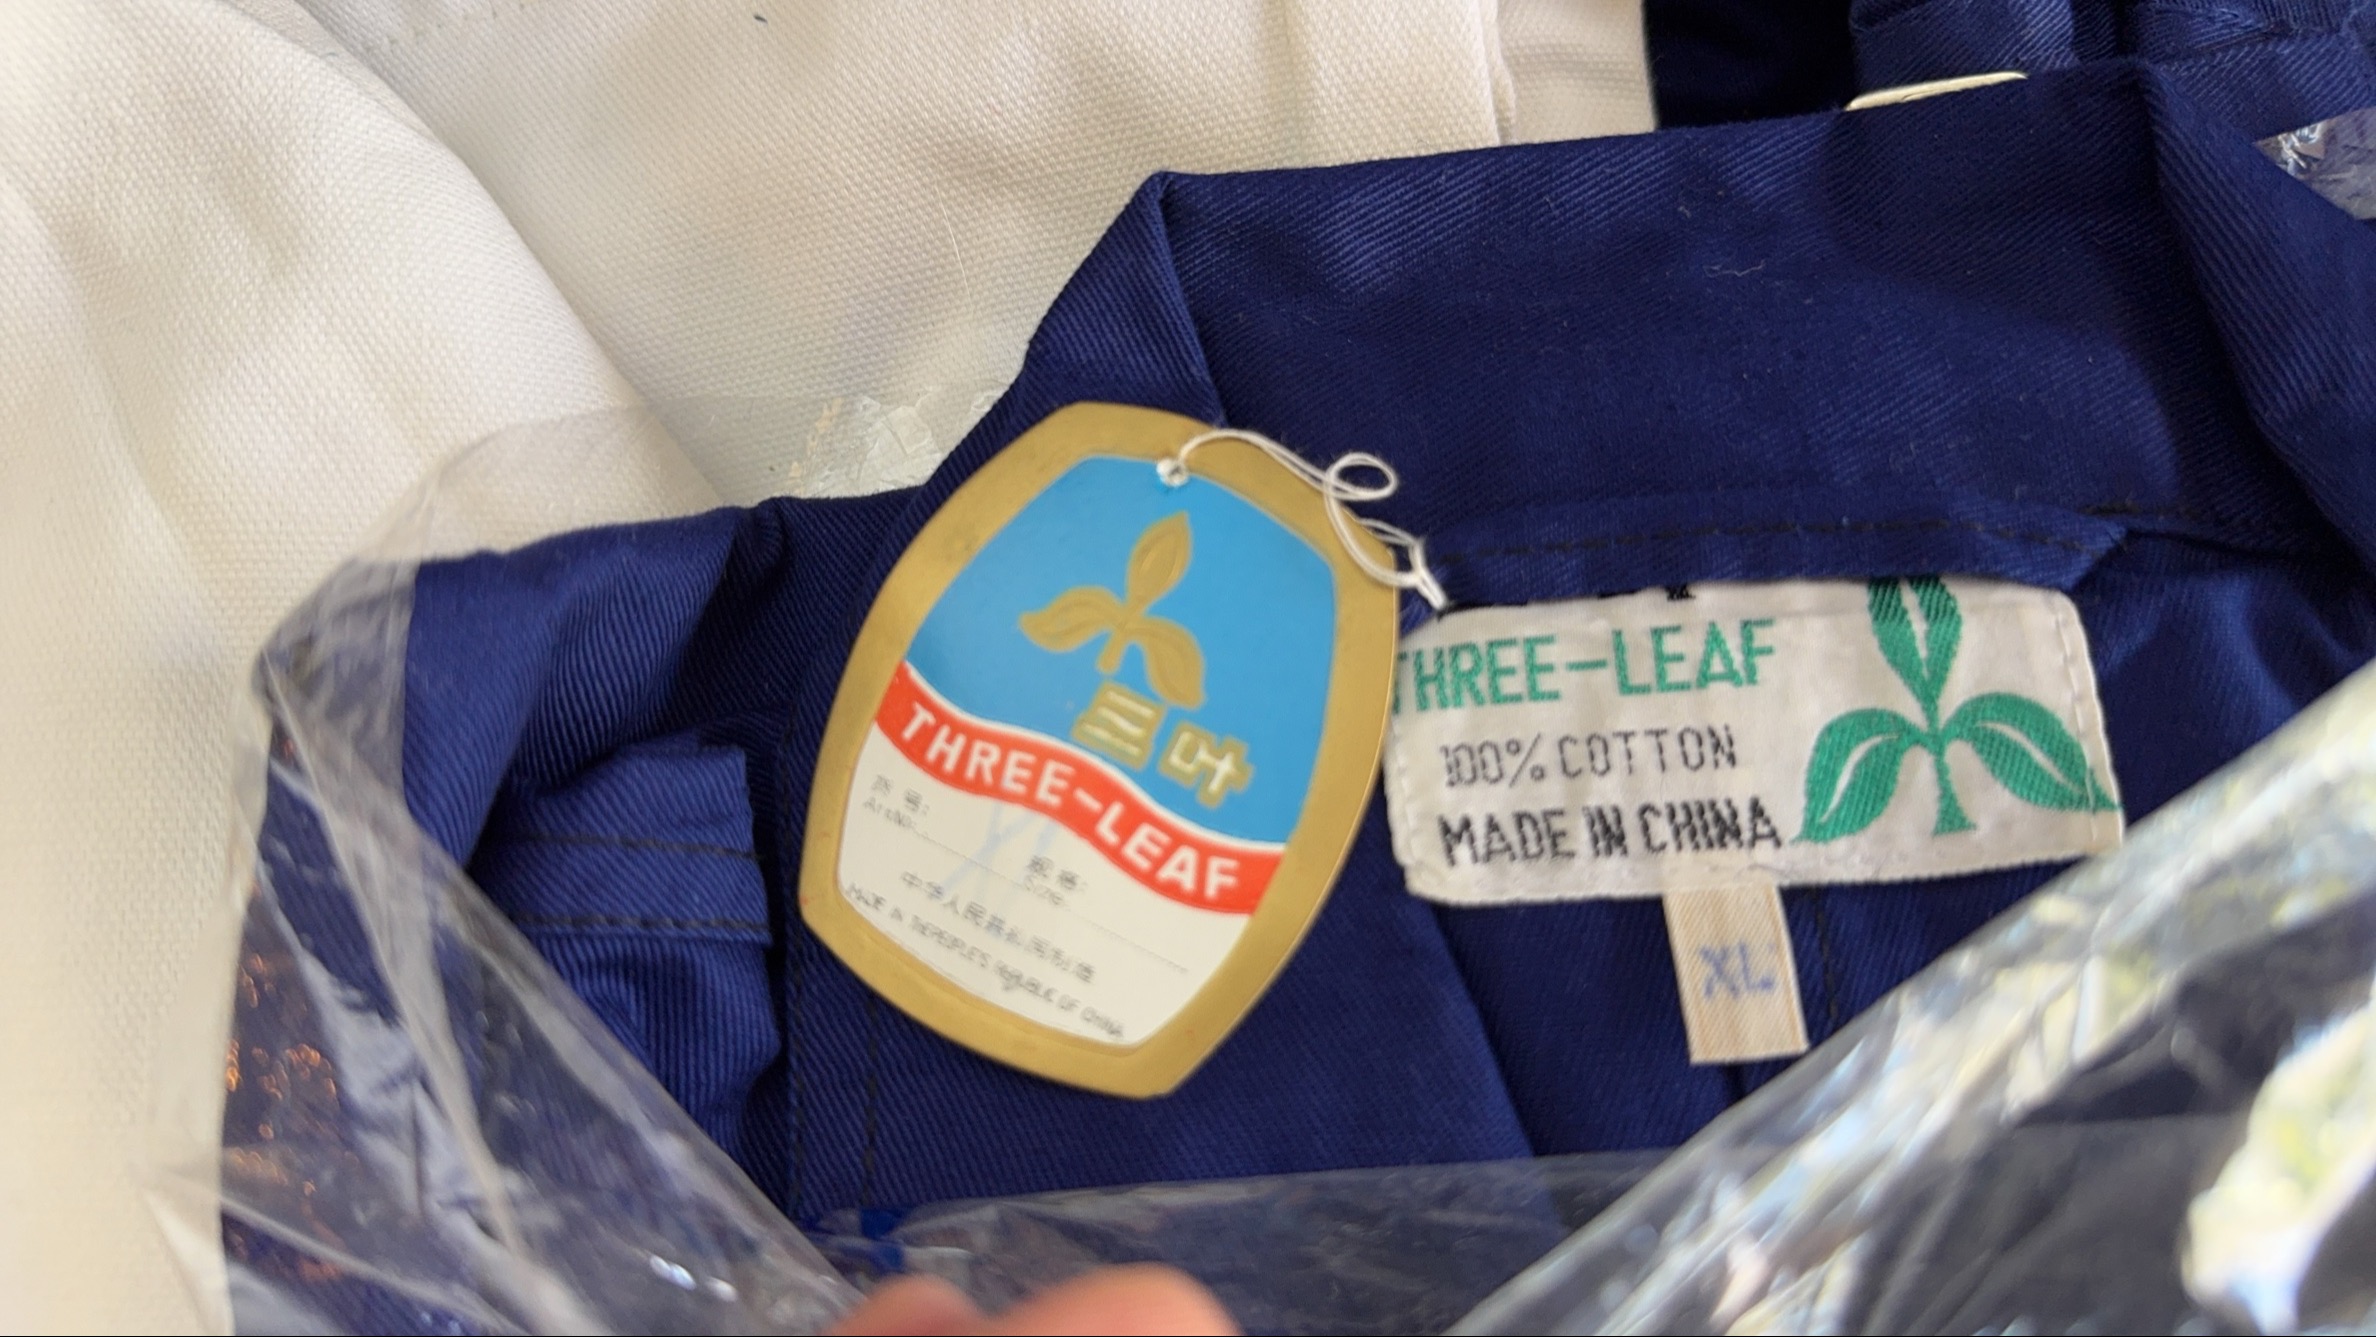 三叶
THREE-LEAF
货号:
Art No.
规格:
Size:
XL
中华人民共和国制造
MADE IN THE PEOPLE'S REPUBLIC OF CHINA
THREE-LEAF
100% COTTON
MADE IN CHINA
XL